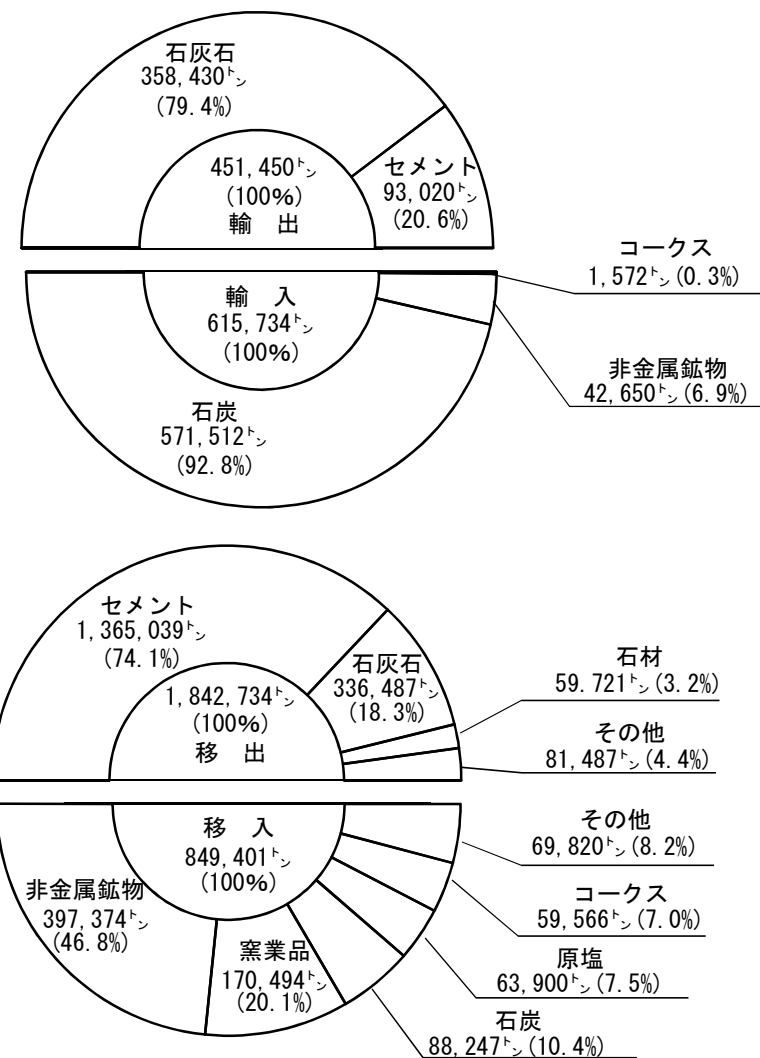 石灰石
358,430トン
(79.4%)
451,450トン
(100%)
輸 出
セメント
93,020トン
(20.6%)
輸 入
615,734トン
(100%)
石炭
571,512トン
(92.8%)
コークス
1,572トン(0.3%)
非金属鉱物
42,650トン(6.9%)
セメント
1,365,039トン
(74.1%)
1,842,734トン
(100%)
移 出
石灰石
336,487トン
(18.3%)
石材
59.721トン(3.2%)
その他
81,487トン(4.4%)
移 入
849,401トン
(100%)
非金属鉱物
397,374トン
(46.8%)
窯業品
170,494トン
(20.1%)
その他
69,820トン(8.2%)
コークス
59,566トン(7.0%)
原塩
63,900トン(7.5%)
石炭
88,247トン(10.4%)